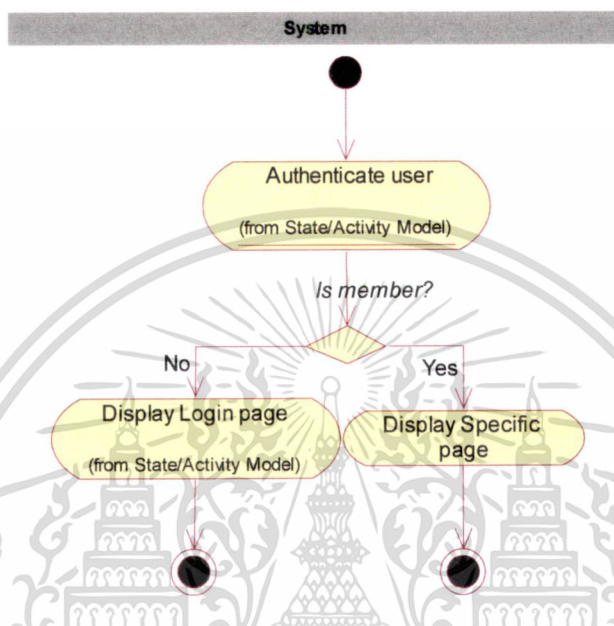 System
Authenticate user
(from State/Activity Model)
Is member?
No
Yes
Display Login page
(from State/Activity Model)
Display Specific
page